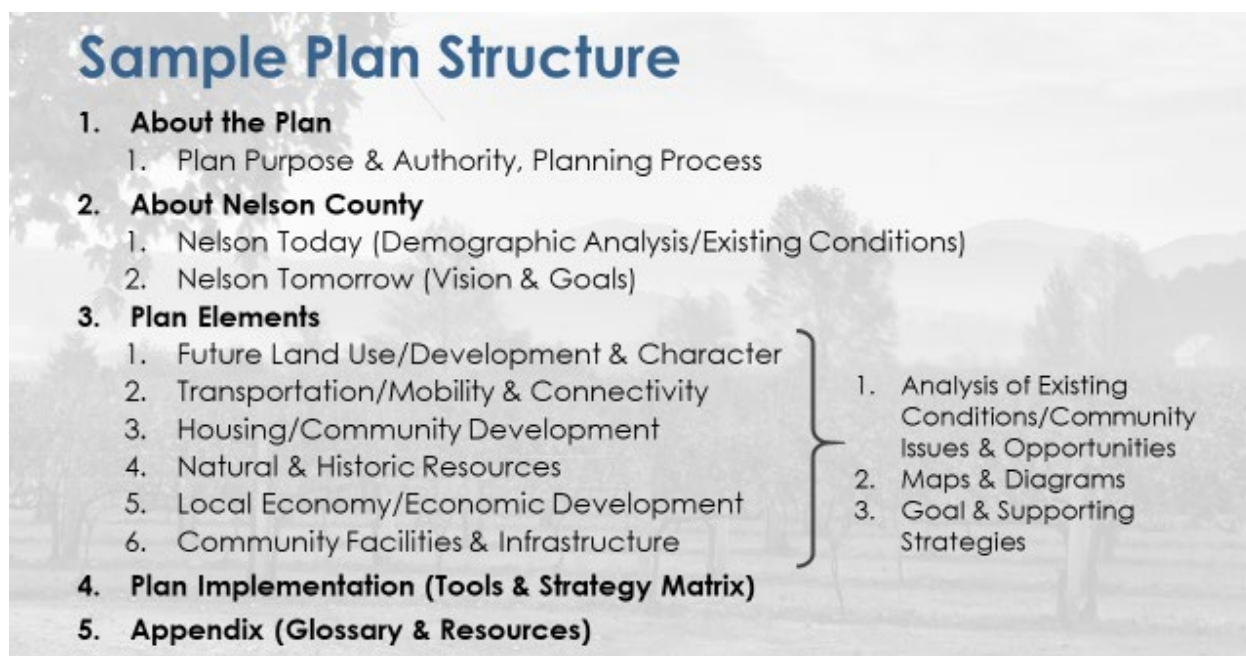 Sample Plan Structure
1. About the Plan
1. Plan Purpose & Authority, Planning Process
2. About Nelson County
1. Nelson Today (Demographic Analysis/Existing Conditions)
2. Nelson Tomorrow (Vision & Goals)
3. Plan Elements
1. Future Land Use/Development & Character
2. Transportation/Mobility & Connectivity
3. Housing/Community Development
4. Natural & Historic Resources
5. Local Economy/Economic Development
6. Community Facilities & Infrastructure
1. Analysis of Existing
Conditions/Community
Issues & Opportunities
2. Maps & Diagrams
3. Goal & Supporting
Strategies
4. Plan Implementation (Tools & Strategy Matrix)
5. Appendix (Glossary & Resources)